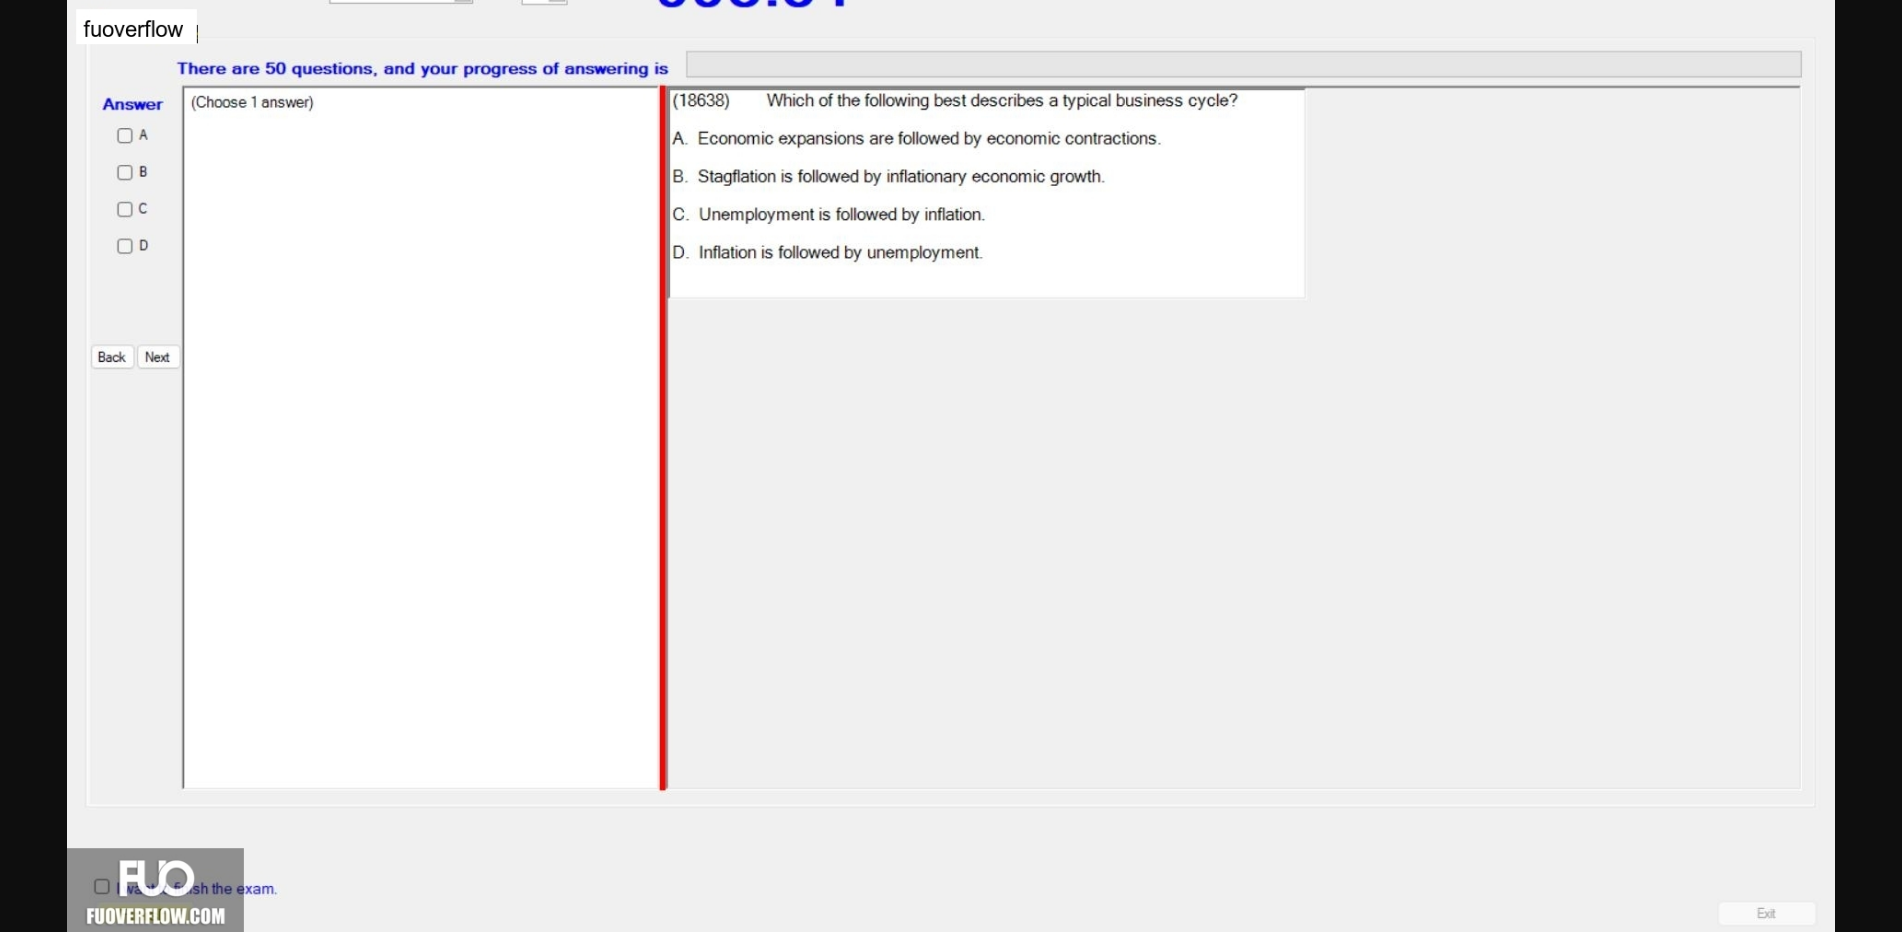 fuoverflow
There are 50 questions, and your progress of answering is
Answer
(Choose 1 answer)
A
B
C
D
Back
Next
(18638) Which of the following best describes a typical business cycle?
A. Economic expansions are followed by economic contractions.
B. Stagflation is followed by inflationary economic growth.
C. Unemployment is followed by inflation.
D. Inflation is followed by unemployment.
I want finish the exam.
FUO
FUOVERFLOW.COM
Exit